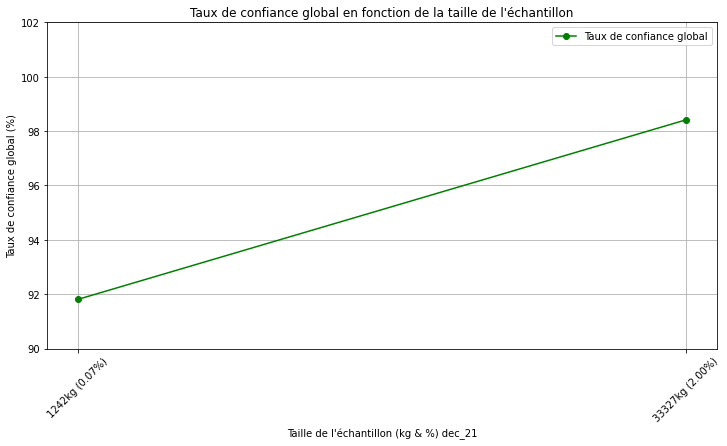 Taux de confiance global en fonction de la taille de l'échantillon
Taux de confiance global
Taux de confiance global (%)
102
100
98
96
94
92
90
1242kg (0.07%)
33327kg (2.00%)
Taille de l'échantillon (kg & %) dec_21